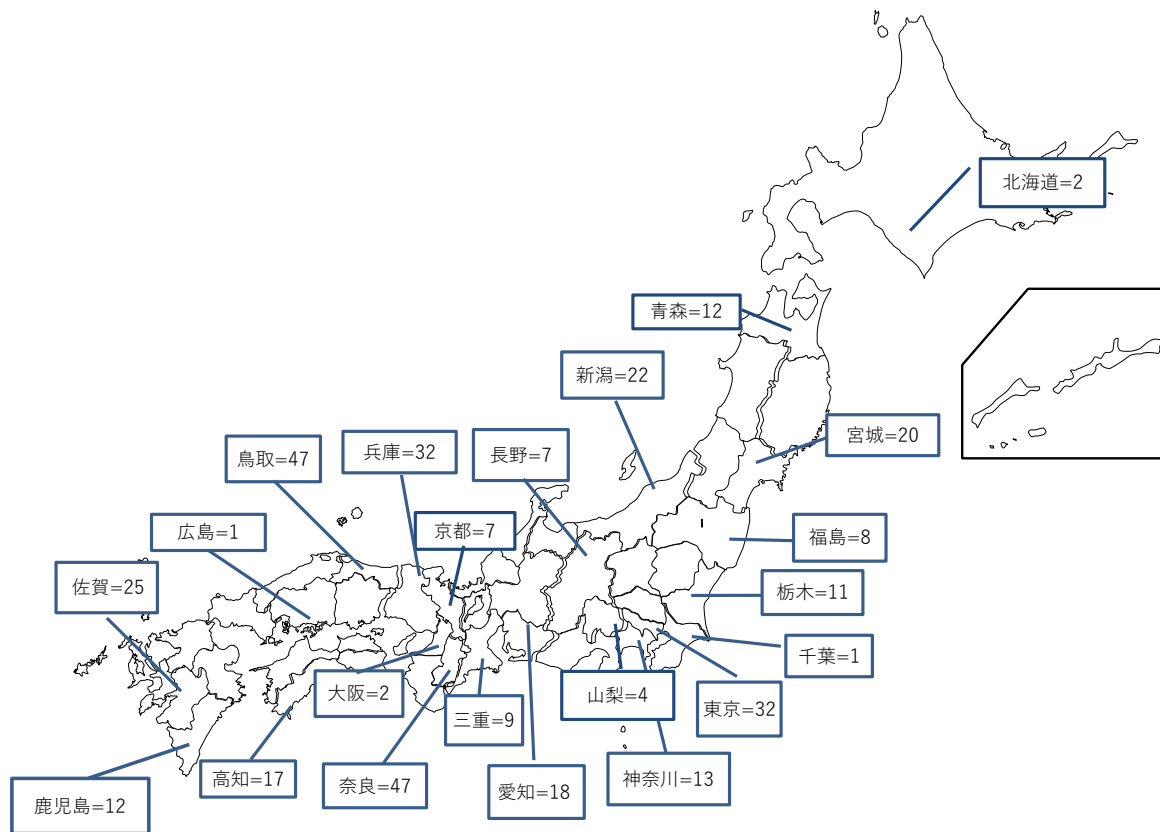 北海道=2
青森=12
新潟=22
宮城=20
鳥取=47
兵庫=32
長野=7
広島=1
京都=7
福島=8
佐賀=25
栃木=11
千葉=1
大阪=2
三重=9
山梨=4
東京=32
高知=17
奈良=47
愛知=18
神奈川=13
鹿児島=12